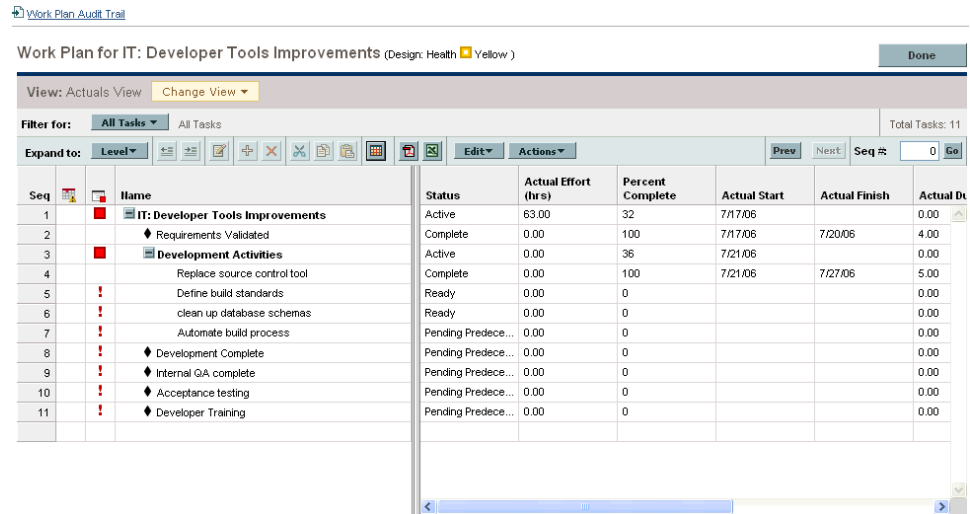 Work Plan Audit Trail
Work Plan for IT: Developer Tools Improvements (Design: Health Yellow )
Done
View: Actuals View Change View
Filter for: All Tasks All Tasks Total Tasks: 11
Expand to: Level Edit Actions Prev Next Seq #: 0 Go
Seq Name Status Actual Effort (hrs) Percent Complete Actual Start Actual Finish Actual Du
1 IT: Developer Tools Improvements Active 63.00 32 7/17/06 0.00
2 Requirements Validated Complete 0.00 100 7/17/06 7/20/06 4.00
3 Development Activities Active 0.00 36 7/21/06 0.00
4 Replace source control tool Complete 0.00 100 7/21/06 7/27/06 5.00
5 ! Define build standards Ready 0.00 0 0.00
6 ! clean up database schemas Ready 0.00 0 0.00
7 ! Automate build process Pending Predece... 0.00 0 0.00
8 ! Development Complete Pending Predece... 0.00 0 0.00
9 ! Internal QA complete Pending Predece... 0.00 0 0.00
10 ! Acceptance testing Pending Predece... 0.00 0 0.00
11 ! Developer Training Pending Predece... 0.00 0 0.00